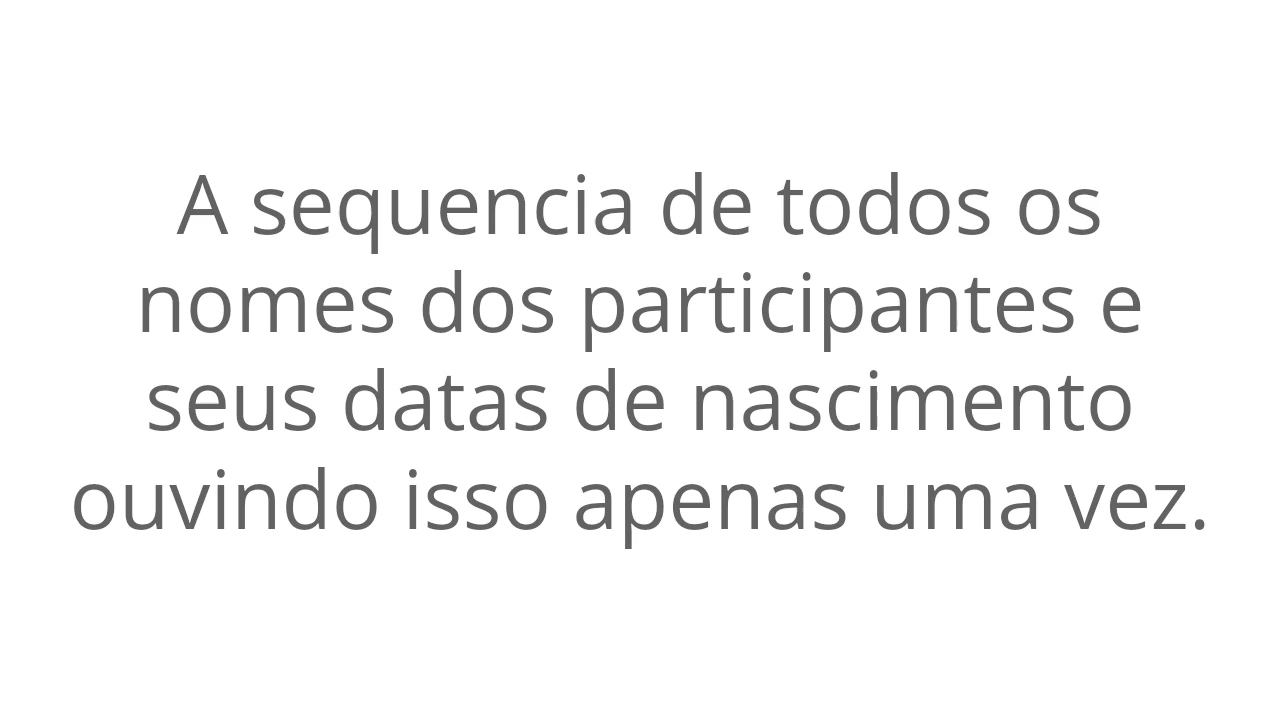 A sequencia de todos os
nomes dos participantes e
seus datas de nascimento
ouvindo isso apenas uma vez.